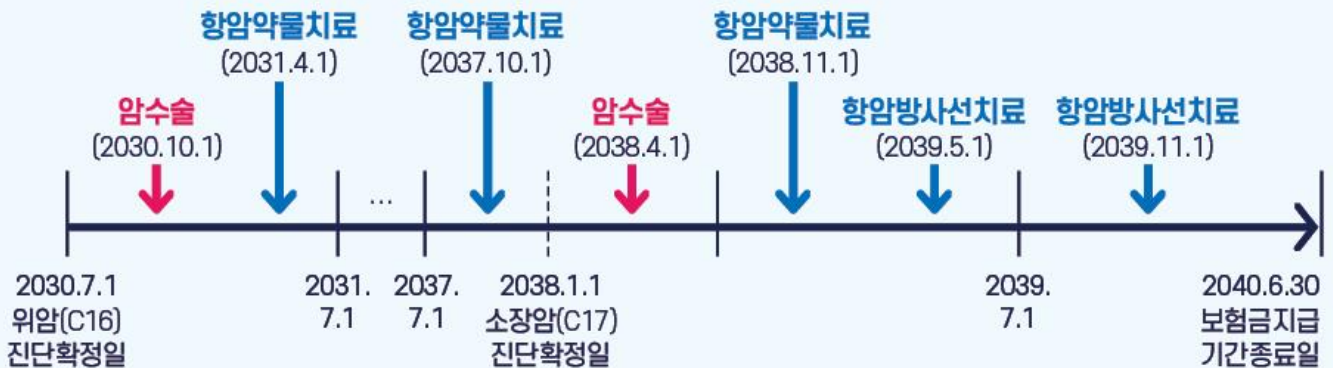 항암약물치료
(2031.4.1)
항암약물치료
(2037.10.1)
항암약물치료
(2038.11.1)
암수술
(2030.10.1)
암수술
(2038.4.1)
항암방사선치료
(2039.5.1)
항암방사선치료
(2039.11.1)
...
2030.7.1
위암(C16)
진단확정일
2031.
7.1
2037.
7.1
2038.1.1
소장암(C17)
진단확정일
2039.
7.1
2040.6.30
보험금지급
기간종료일